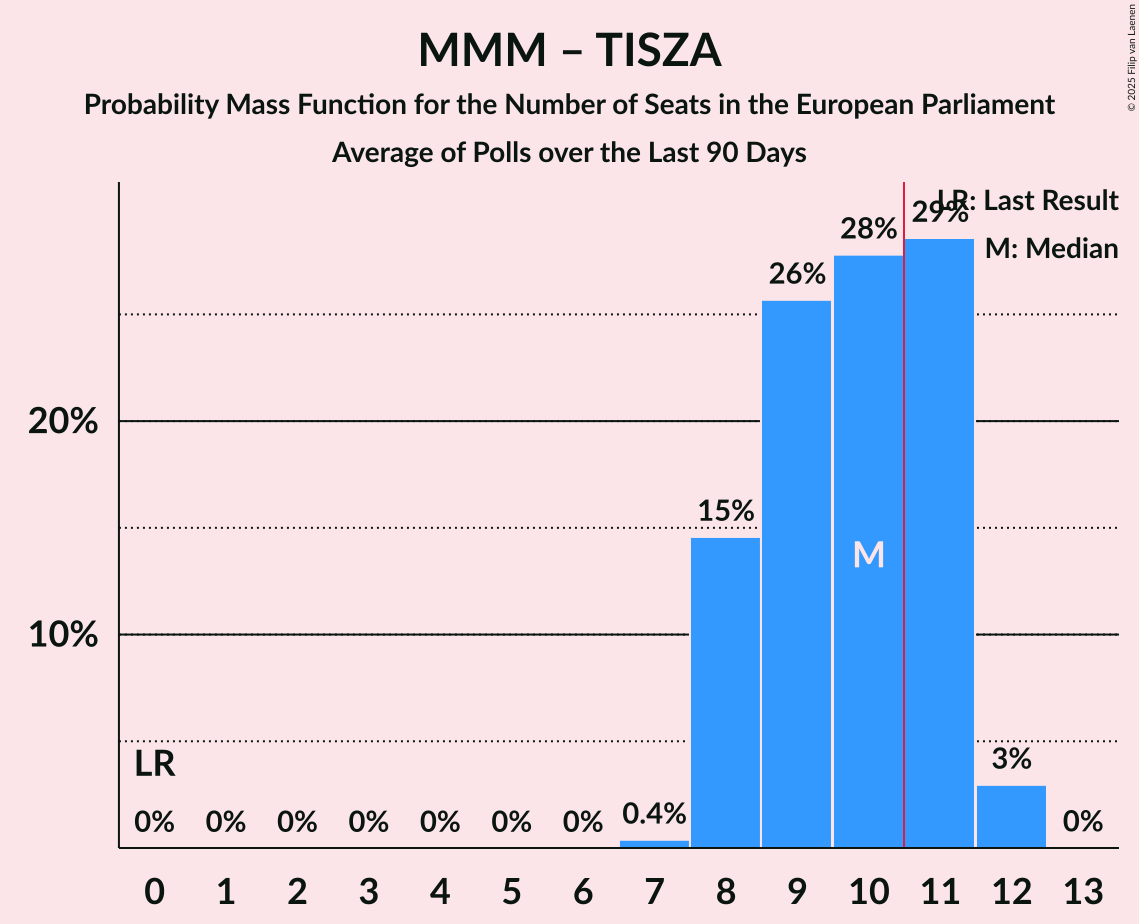 MMM – TISZA
Probability Mass Function for the Number of Seats in the European Parliament
Average of Polls over the Last 90 Days
© 2025 Filip van Laenen
LR: Last Result
M: Median
29%
28%
26%
20%
15%
M
10%
LR
3%
0% 0% 0% 0% 0% 0% 0% 0.4% 0%
0 1 2 3 4 5 6 7 8 9 10 11 12 13